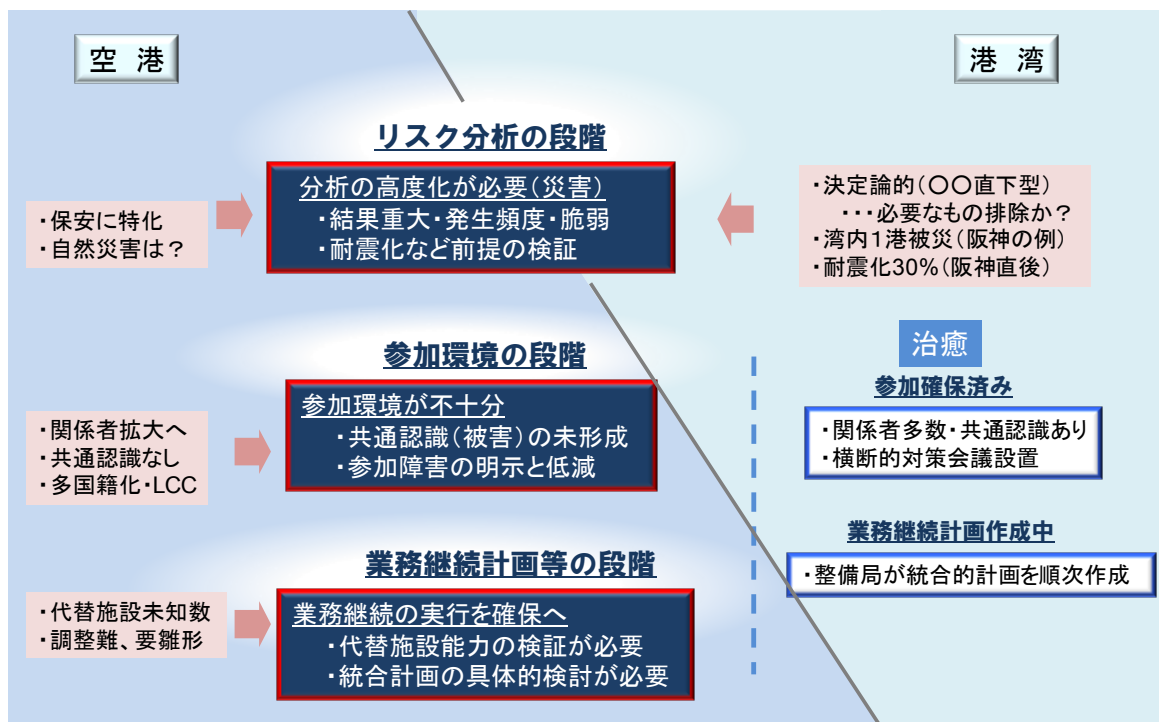 空 港
港 湾
リスク分析の段階
分析の高度化が必要(災害)
・結果重大・発生頻度・脆弱
・耐震化など前提の検証
・保安に特化
・自然災害は?
・決定論的(〇〇直下型)
・・・必要なもの排除か?
・湾内1港被災(阪神の例)
・耐震化30%(阪神直後)
参加環境の段階
参加環境が不十分
・共通認識(被害)の未形成
・参加障害の明示と低減
・関係者拡大へ
・共通認識なし
・多国籍化・LCC
治癒
参加確保済み
・関係者多数・共通認識あり
・横断的対策会議設置
業務継続計画等の段階
業務継続の実行を確保へ
・代替施設能力の検証が必要
・統合計画の具体的検討が必要
・代替施設未知数
・調整難、要雛形
業務継続計画作成中
・整備局が統合的計画を順次作成